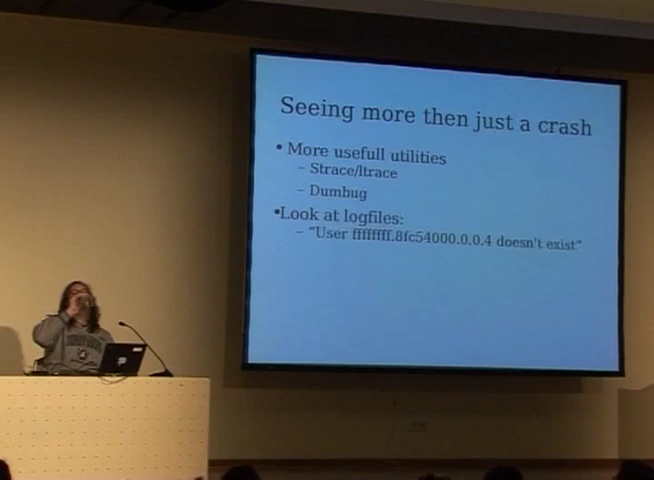 Seeing more then just a crash
• More usefull utilities
– Strace/ltrace
– Dumbug
•Look at logfiles:
– "User ffffffff.8fc54000.0.0.4 doesn't exist"